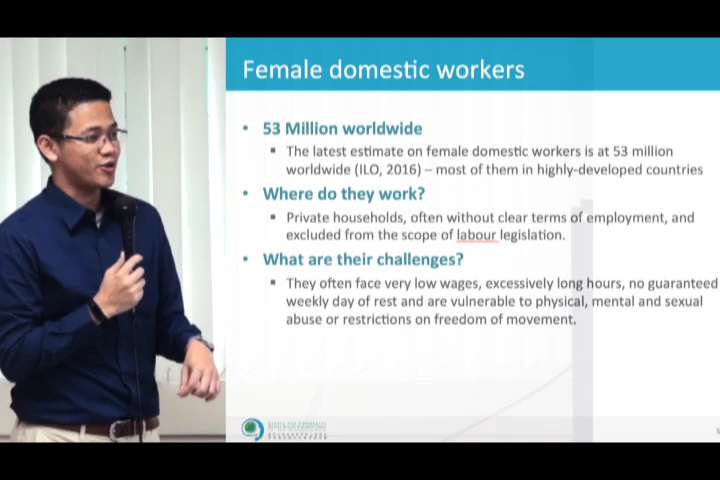 Female domestic workers
• 53 Million worldwide
▪ The latest estimate on female domestic workers is at 53 million
worldwide (ILO, 2016) – most of them in highly-developed countries
• Where do they work?
▪ Private households, often without clear terms of employment, and
excluded from the scope of labour legislation.
• What are their challenges?
▪ They often face very low wages, excessively long hours, no guaranteed
weekly day of rest and are vulnerable to physical, mental and sexual
abuse or restrictions on freedom of movement.